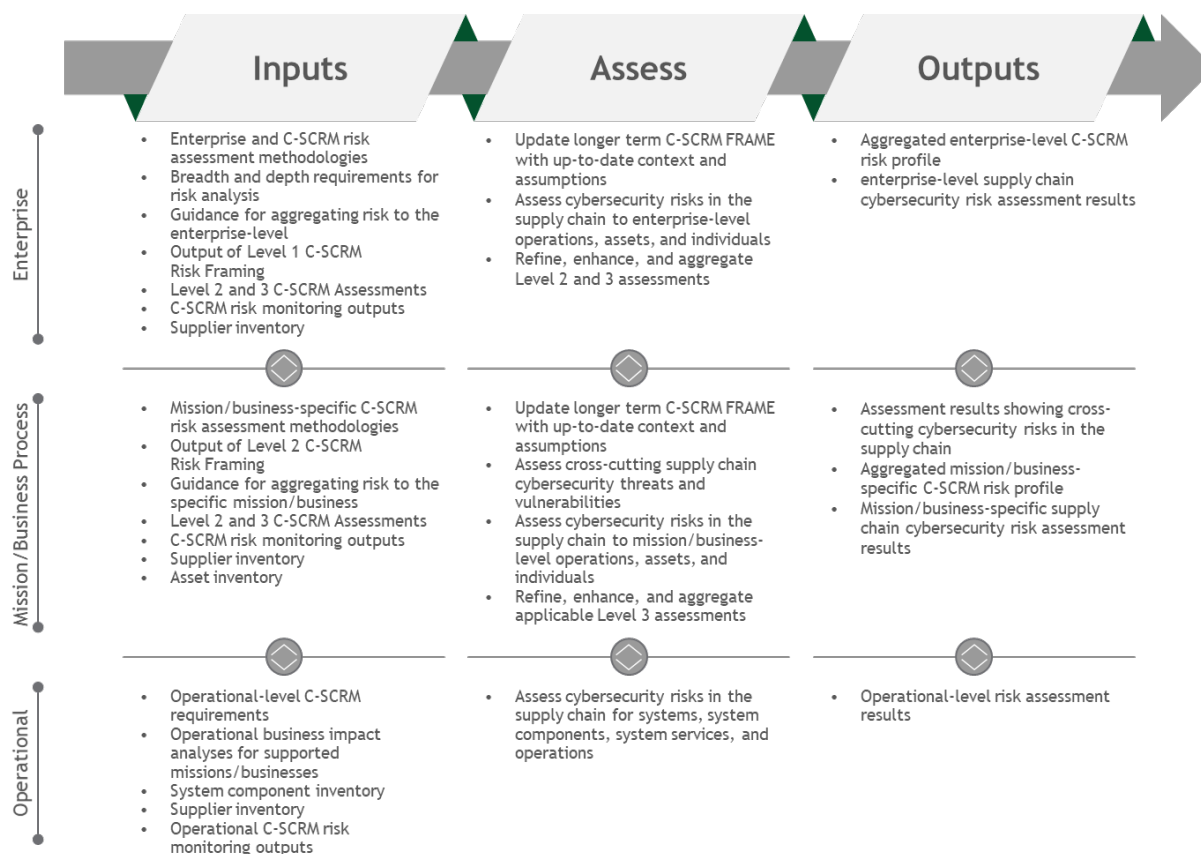 Inputs
Assess
Outputs
Enterprise
• Enterprise and C-SCRM risk
assessment methodologies
• Breadth and depth requirements for
risk analysis
• Guidance for aggregating risk to the
enterprise-level
• Output of Level 1 C-SCRM
Risk Framing
• Level 2 and 3 C-SCRM Assessments
• C-SCRM risk monitoring outputs
• Supplier inventory
• Update longer term C-SCRM FRAME
with up-to-date context and
assumptions
• Assess cybersecurity risks in the
supply chain to enterprise-level
operations, assets, and individuals
• Refine, enhance, and aggregate
Level 2 and 3 assessments
• Aggregated enterprise-level C-SCRM
risk profile
• enterprise-level supply chain
cybersecurity risk assessment results
Mission/Business Process
• Mission/business-specific C-SCRM
risk assessment methodologies
• Output of Level 2 C-SCRM
Risk Framing
• Guidance for aggregating risk to the
specific mission/business
• Level 2 and 3 C-SCRM Assessments
• C-SCRM risk monitoring outputs
• Supplier inventory
• Asset inventory
• Update longer term C-SCRM FRAME
with up-to-date context and
assumptions
• Assess cross-cutting supply chain
cybersecurity threats and
vulnerabilities
• Assess cybersecurity risks in the
supply chain to mission/business-
level operations, assets, and
individuals
• Refine, enhance, and aggregate
applicable Level 3 assessments
• Assessment results showing cross-
cutting cybersecurity risks in the
supply chain
• Aggregated mission/business-
specific C-SCRM risk profile
• Mission/business-specific supply
chain cybersecurity risk assessment
results
Operational
• Operational-level C-SCRM
requirements
• Operational business impact
analyses for supported
missions/businesses
• System component inventory
• Supplier inventory
• Operational C-SCRM risk
monitoring outputs
• Assess cybersecurity risks in the
supply chain for systems, system
components, system services, and
operations
• Operational-level risk assessment
results